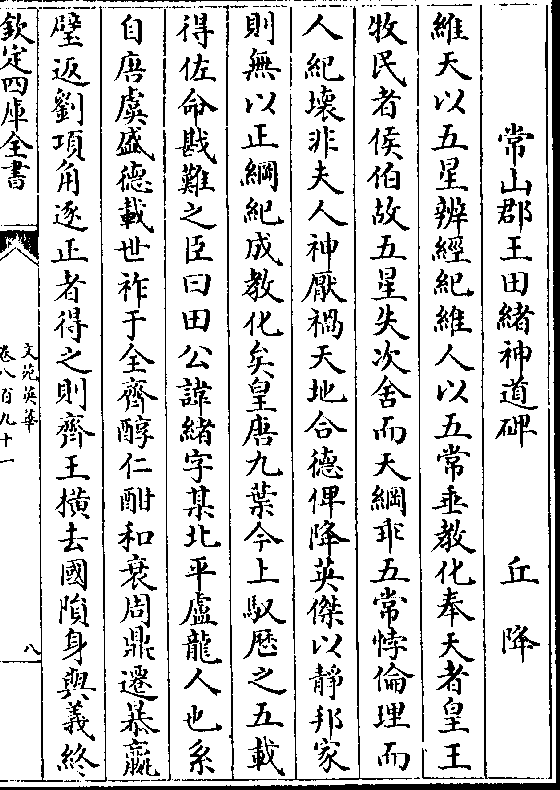 常山郡王田緒神道碑 丘降
維天以五星辨經紀維人以五常垂教化奉天者皇王
牧民者侯伯故五星失次舍而天綱乖五常悖倫理而
人紀壞非夫人神厭禍天地合德俾降英傑以靜邦家
則無以正綱紀成教化矣皇唐九葉今上馭歷之五載
得佐命戡難之臣曰田公諱緒字某北平盧龍人也系
自唐虞盛德載世祚于全齊醇仁酣和衰周鼎遷暴嬴
璧返劉項角逐正者得之則齊王橫去國隕身與義終
欽定四庫全書
文苑英華
卷八百九十一
八